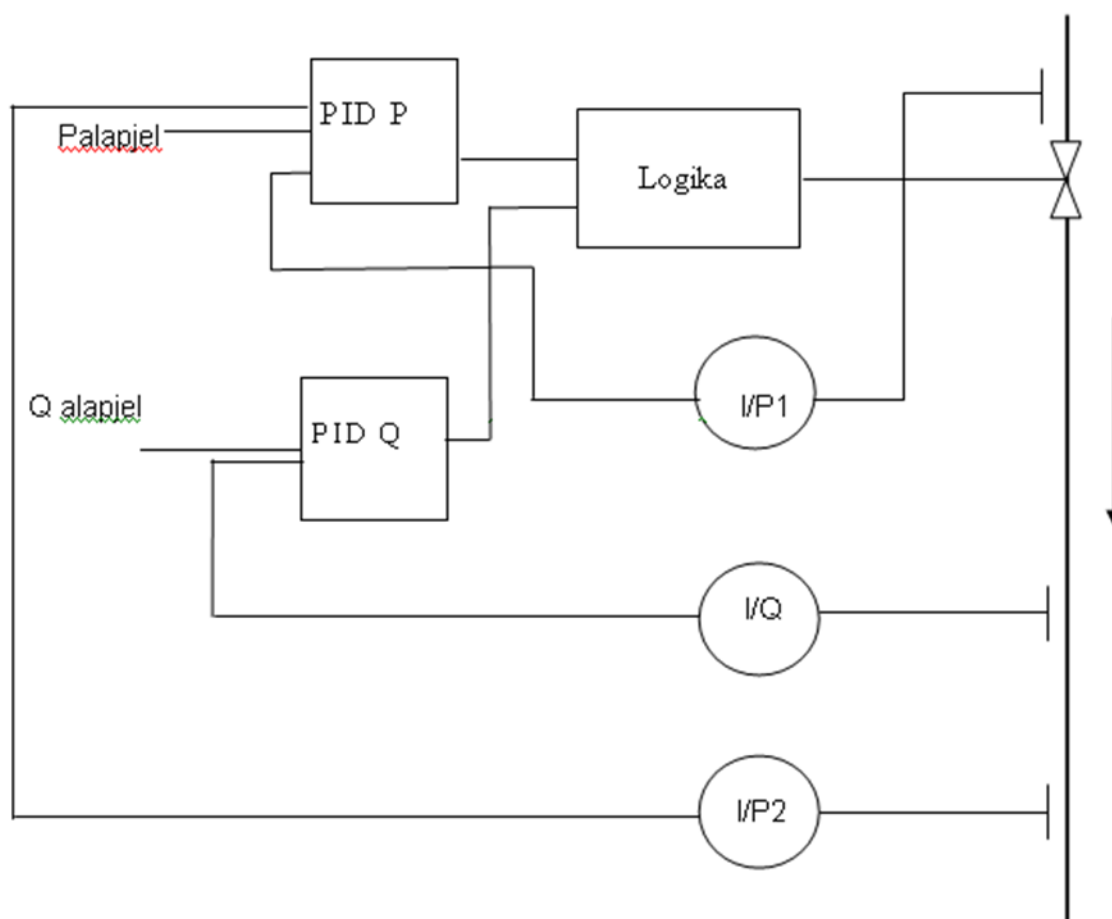 PID P
Palapjel
Logika
I/P1
Q alapjel
PID Q
I/Q
I/P2